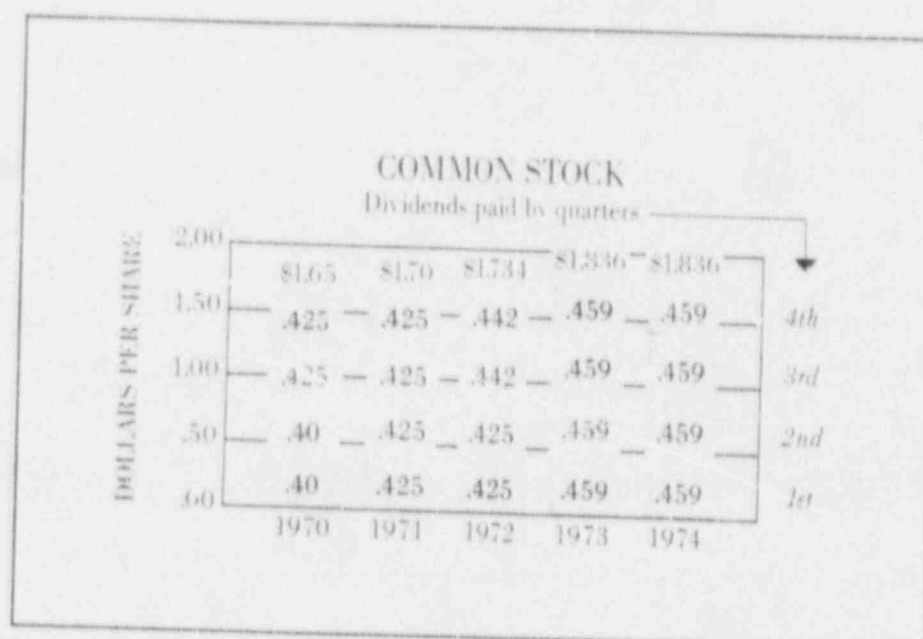 COMMON STOCK
Dividends paid by quarters
DOLLARS PER SHARE
2.00
$1.65 $1.70 $1.734 $1.836 $1.836
1.50 .425 .425 .442 .459 .459 4th
1.00 .425 .425 .442 .459 .459 3rd
.50 .40 .425 .425 .459 .459 2nd
.00 .40 .425 .425 .459 .459 1st
1970 1971 1972 1973 1974